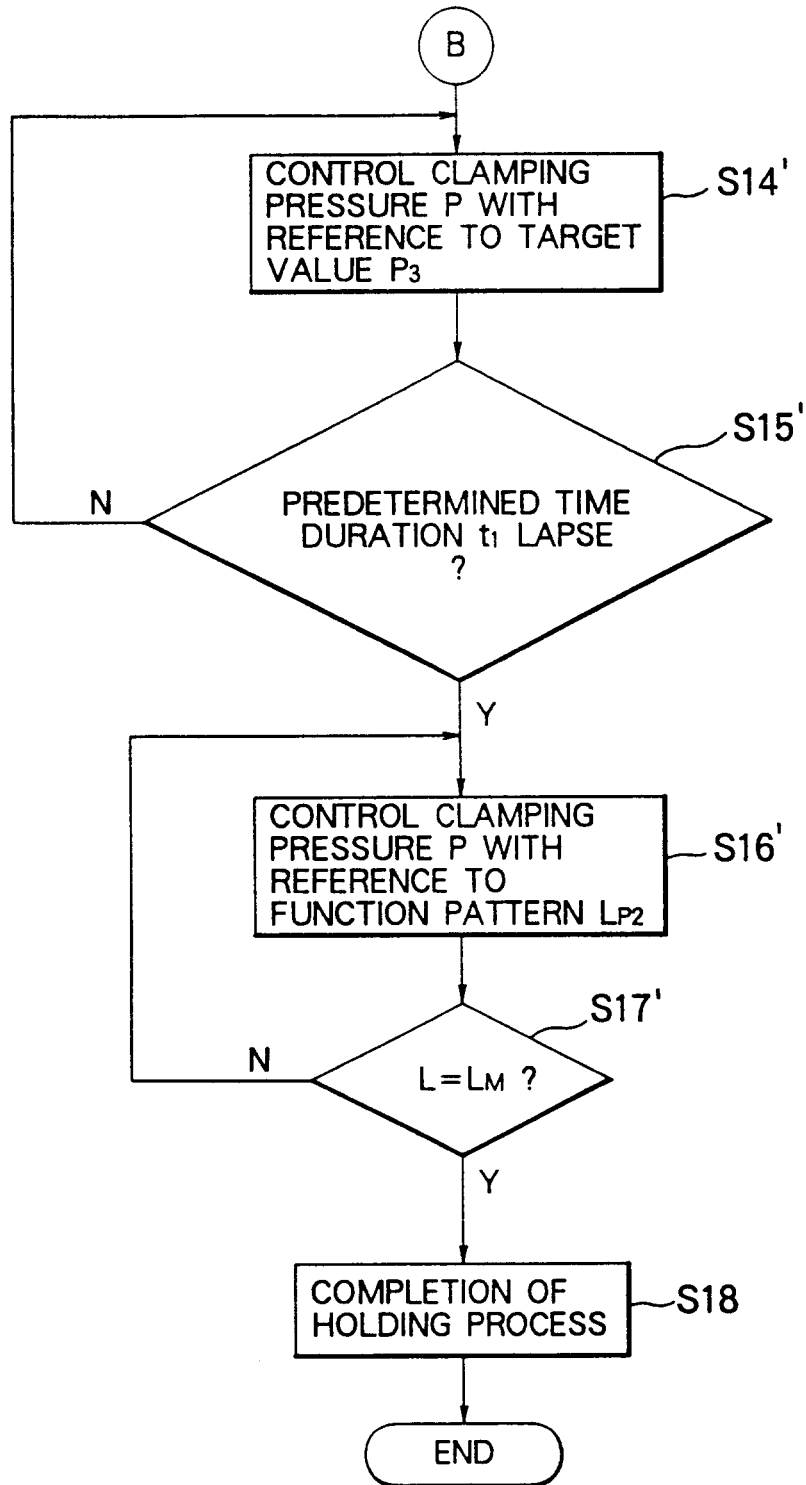 B
CONTROL CLAMPING
PRESSURE P WITH
REFERENCE TO TARGET
VALUE P3
S14'
PREDETERMINED TIME
DURATION t1 LAPSE
?
S15'
N
Y
CONTROL CLAMPING
PRESSURE P WITH
REFERENCE TO
FUNCTION PATTERN LP2
S16'
L=LM ?
S17'
N
Y
COMPLETION OF
HOLDING PROCESS
S18
END